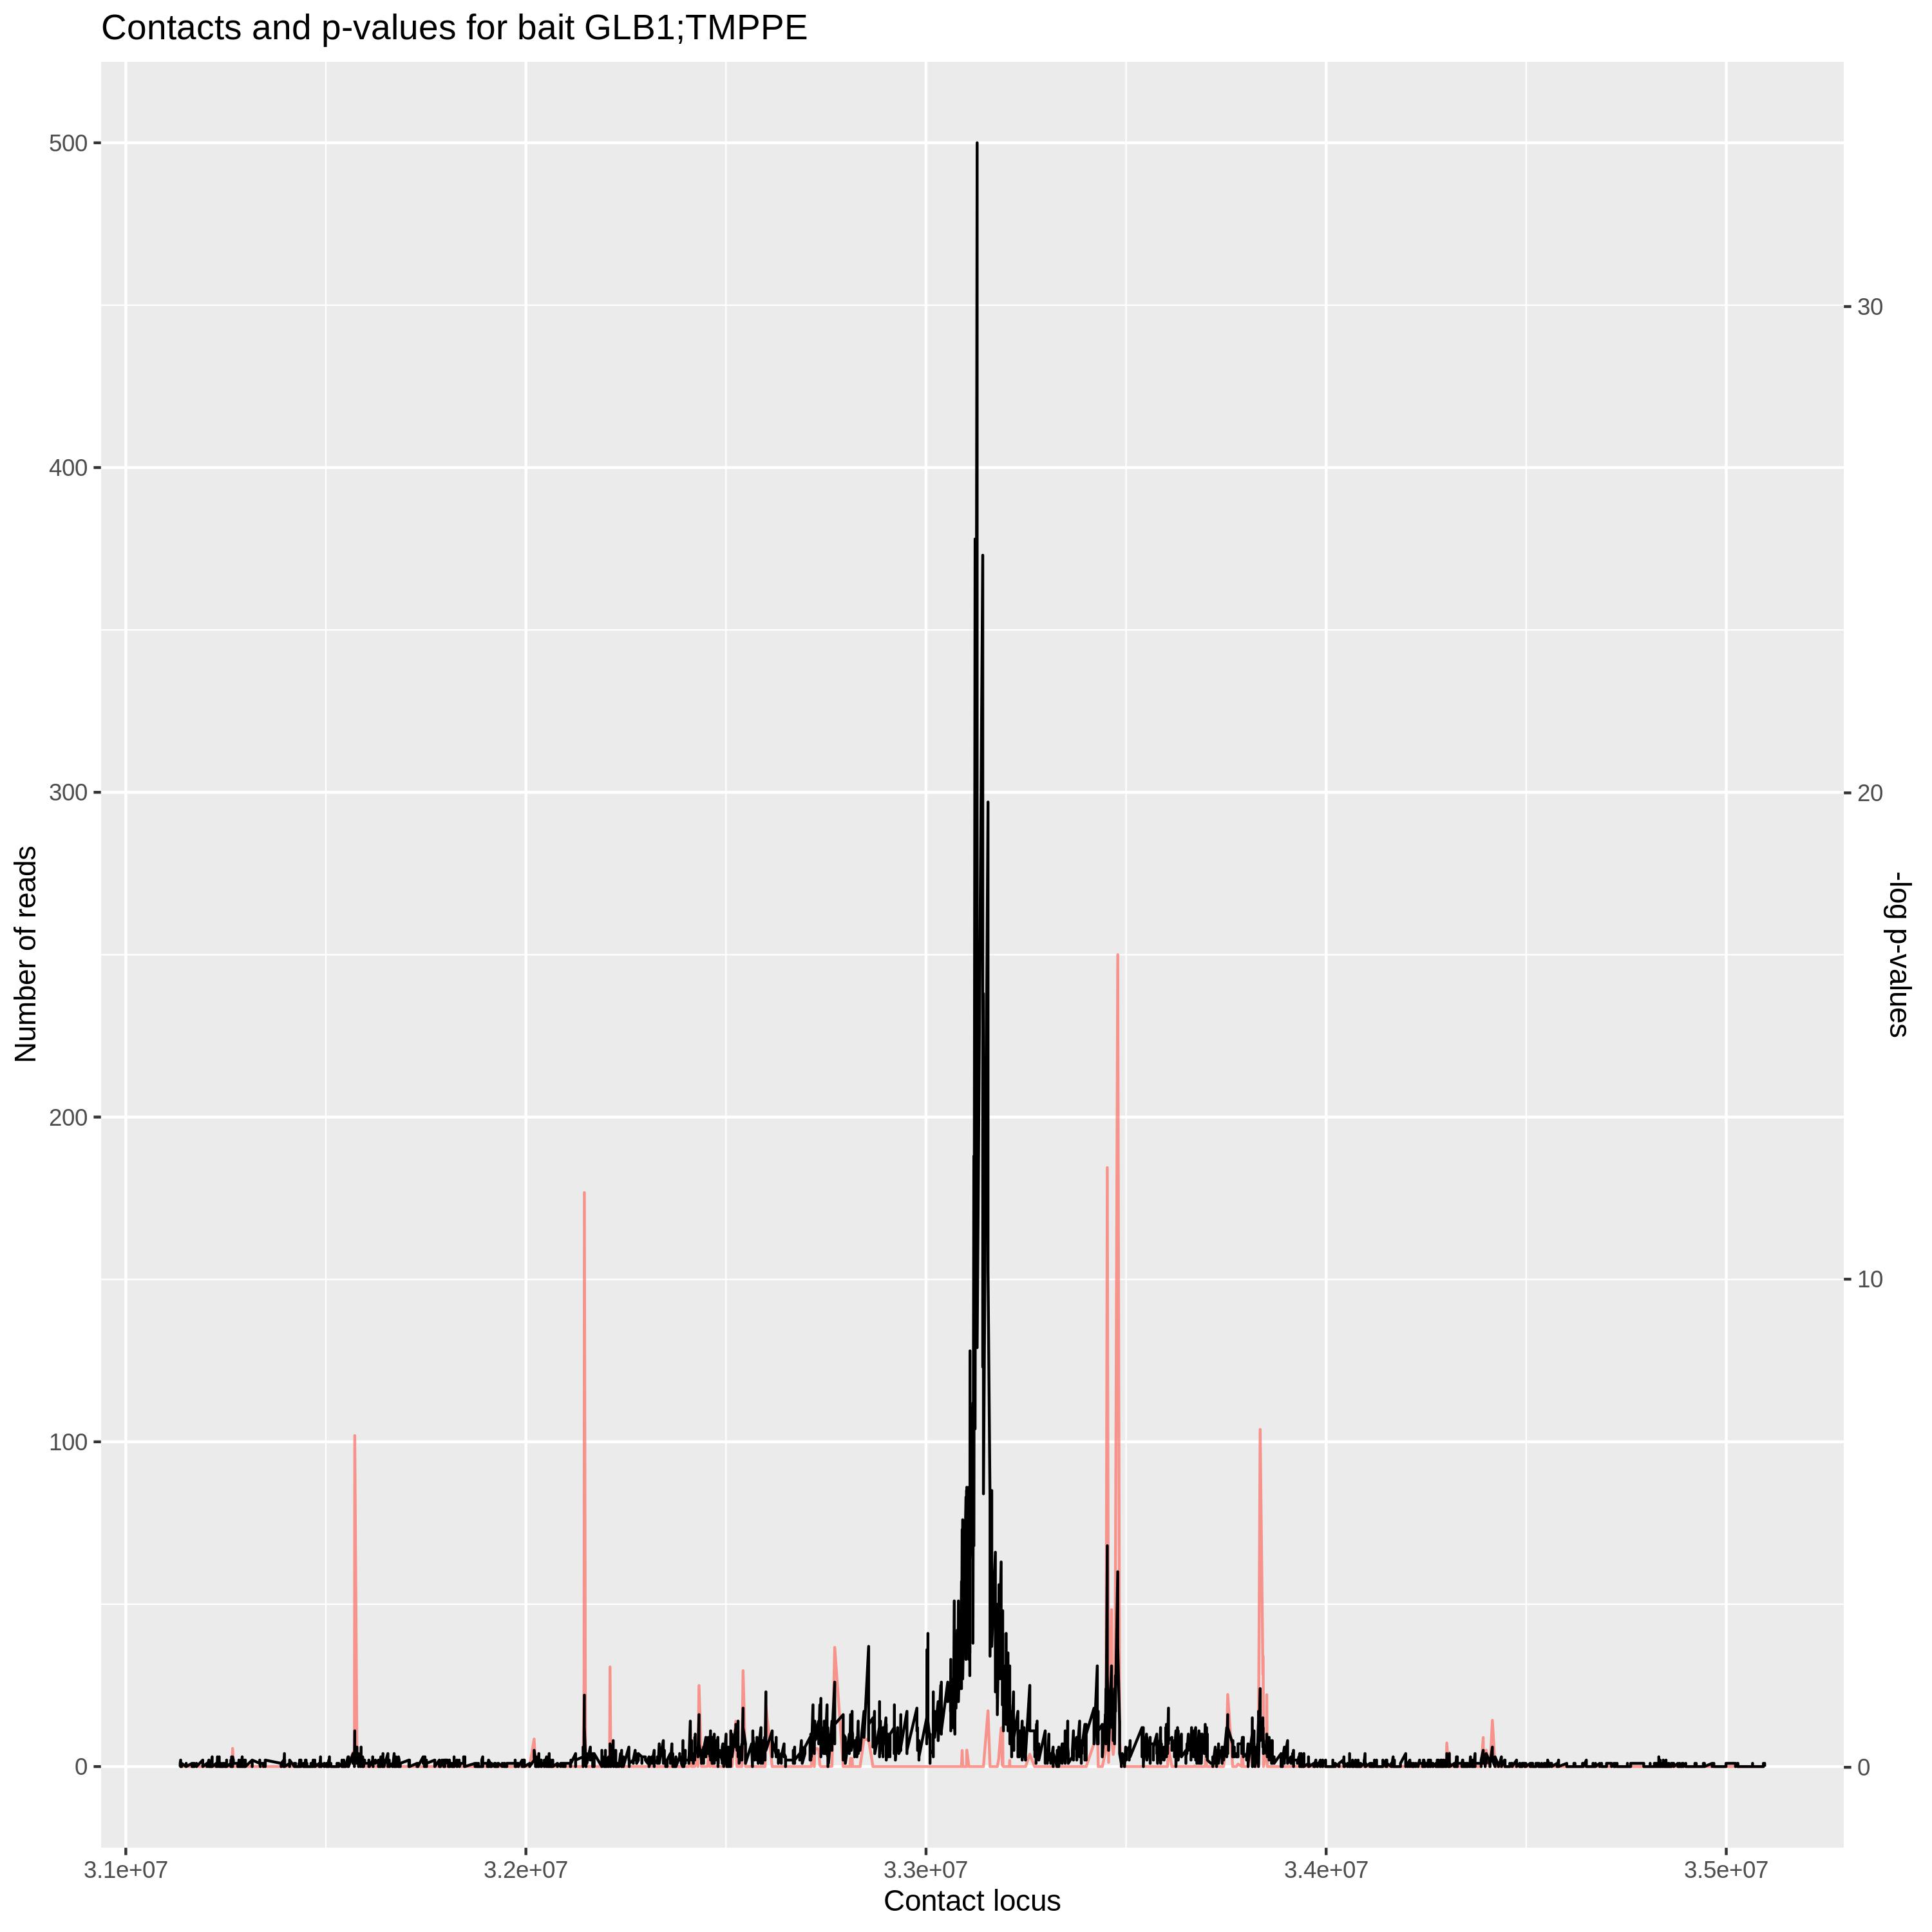 Contacts and p-values for bait GLB1;TMPPE
500
400
300
200
100
0
Number of reads
30
20
10
0
-log p-values
3.1e+07
3.2e+07
3.3e+07
3.4e+07
3.5e+07
Contact locus